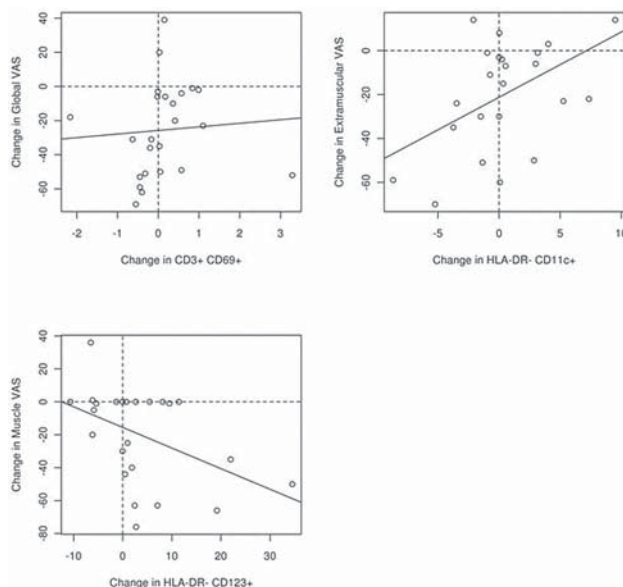 Change in Global VAS
40
20
0
-20
-40
-60
-2 -1 0 1 2 3
Change in CD3+ CD69+
Change in Extramuscular VAS
0
-20
-40
-60
-5 0 5 10
Change in HLA-DR- CD11c+
Change in Muscle VAS
40
20
0
-20
-40
-60
-80
-10 0 10 20 30
Change in HLA-DR- CD123+